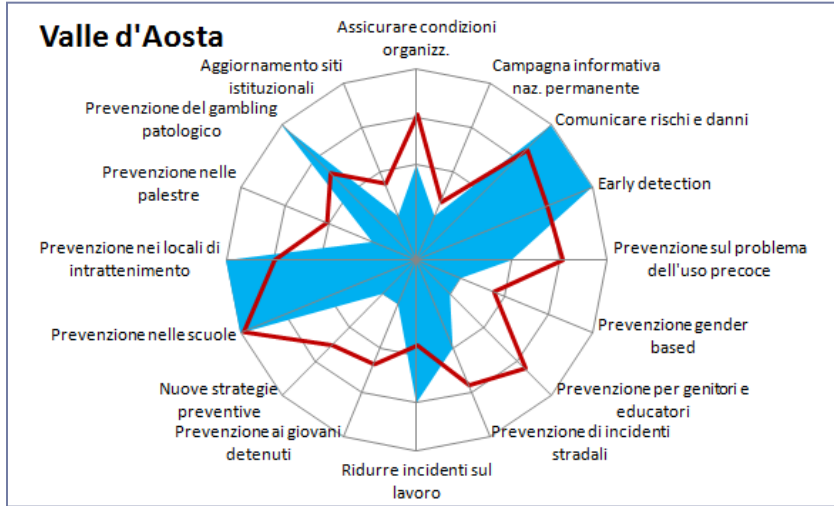 Valle d'Aosta
Assicurare condizioni
organizz.
Campagna informativa
naz. permanente
Comunicare rischi e danni
Early detection
Prevenzione sul problema
dell'uso precoce
Prevenzione gender
based
Prevenzione per genitori e
educatori
Prevenzione di incidenti
stradali
Ridurre incidenti sul
lavoro
Prevenzione ai giovani
detenuti
Nuove strategie
preventive
Prevenzione nelle scuole
Prevenzione nei locali di
intrattenimento
Prevenzione nelle
palestre
Prevenzione del gambling
patologico
Aggiornamento siti
istituzionali